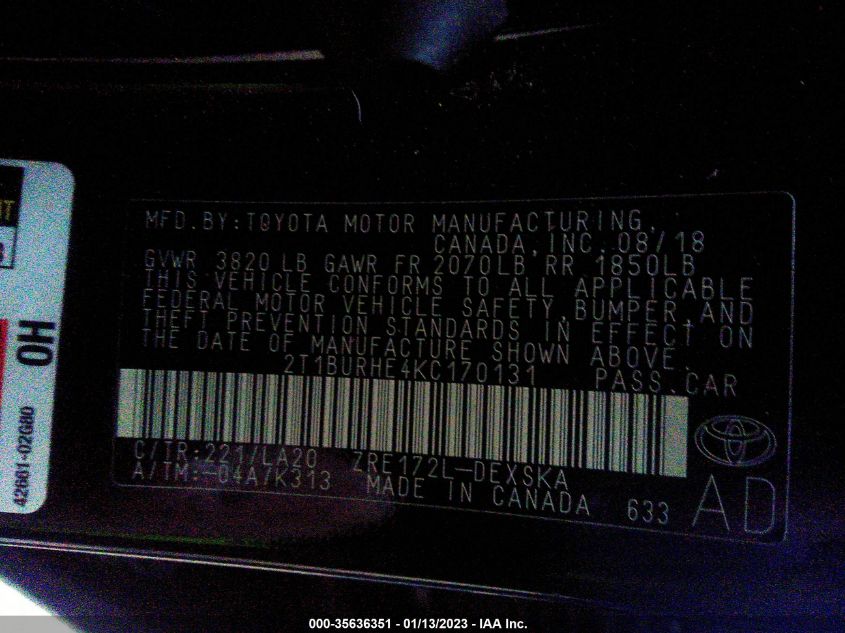 MFD.BY:TOYOTA MOTOR MANUFACTURING,
CANADA,INC. 08/18
GVWR 3820 LB GAWR FR 2070LB RR 1850LB
THIS VEHICLE CONFORMS TO ALL APPLICABLE
FEDERAL MOTOR VEHICLE SAFETY,BUMPER,AND
THEFT PREVENTION STANDARDS IN EFFECT ON
THE DATE OF MANUFACTURE SHOWN ABOVE.
2T1BURHE4KC170131 PASS.CAR
C/TR:221/LA20 ZRE172L-DEXSKA
A/TM:-04A/K313 MADE IN CANADA 633
AD
OH
42661-02G80
000-35636351 - 01/13/2023 - IAA Inc.